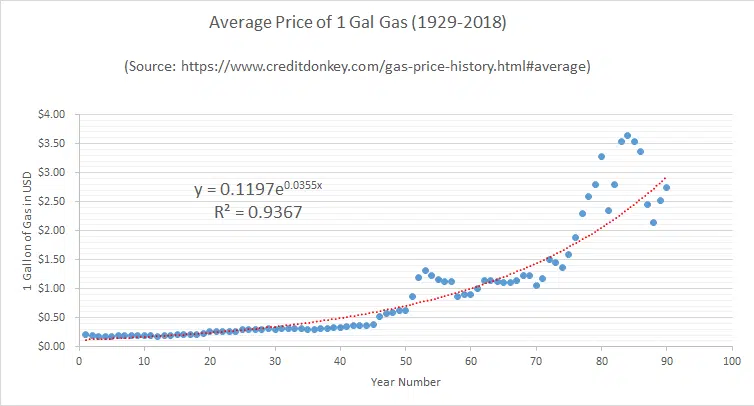 Average Price of 1 Gal Gas (1929-2018)
(Source: https://www.creditdonkey.com/gas-price-history.html#average)
$4.00
$3.50
$3.00
$2.50
$2.00
$1.50
$1.00
$0.50
$0.00
1 Gallon of Gas in USD
y = 0.1197e^0.0355x
R² = 0.9367
0 10 20 30 40 50 60 70 80 90 100
Year Number